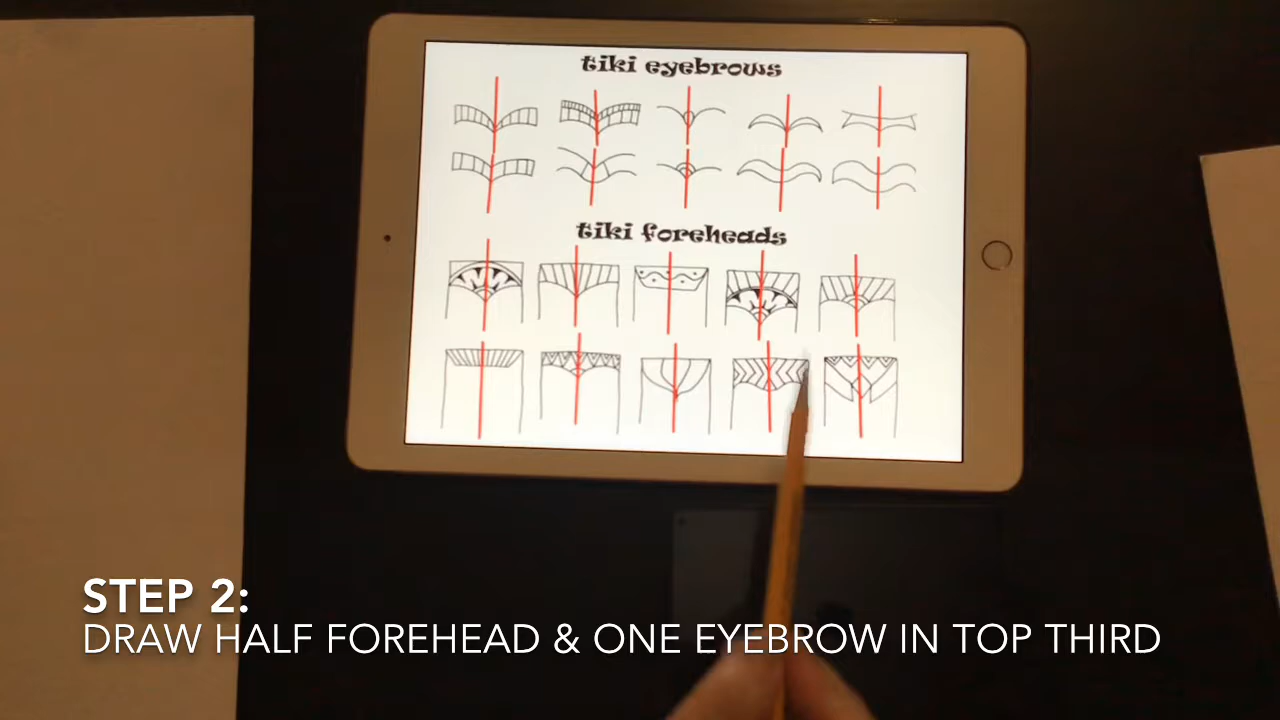 tiki eyebrows
tiki foreheads
STEP 2:
DRAW HALF FOREHEAD & ONE EYEBROW IN TOP THIRD